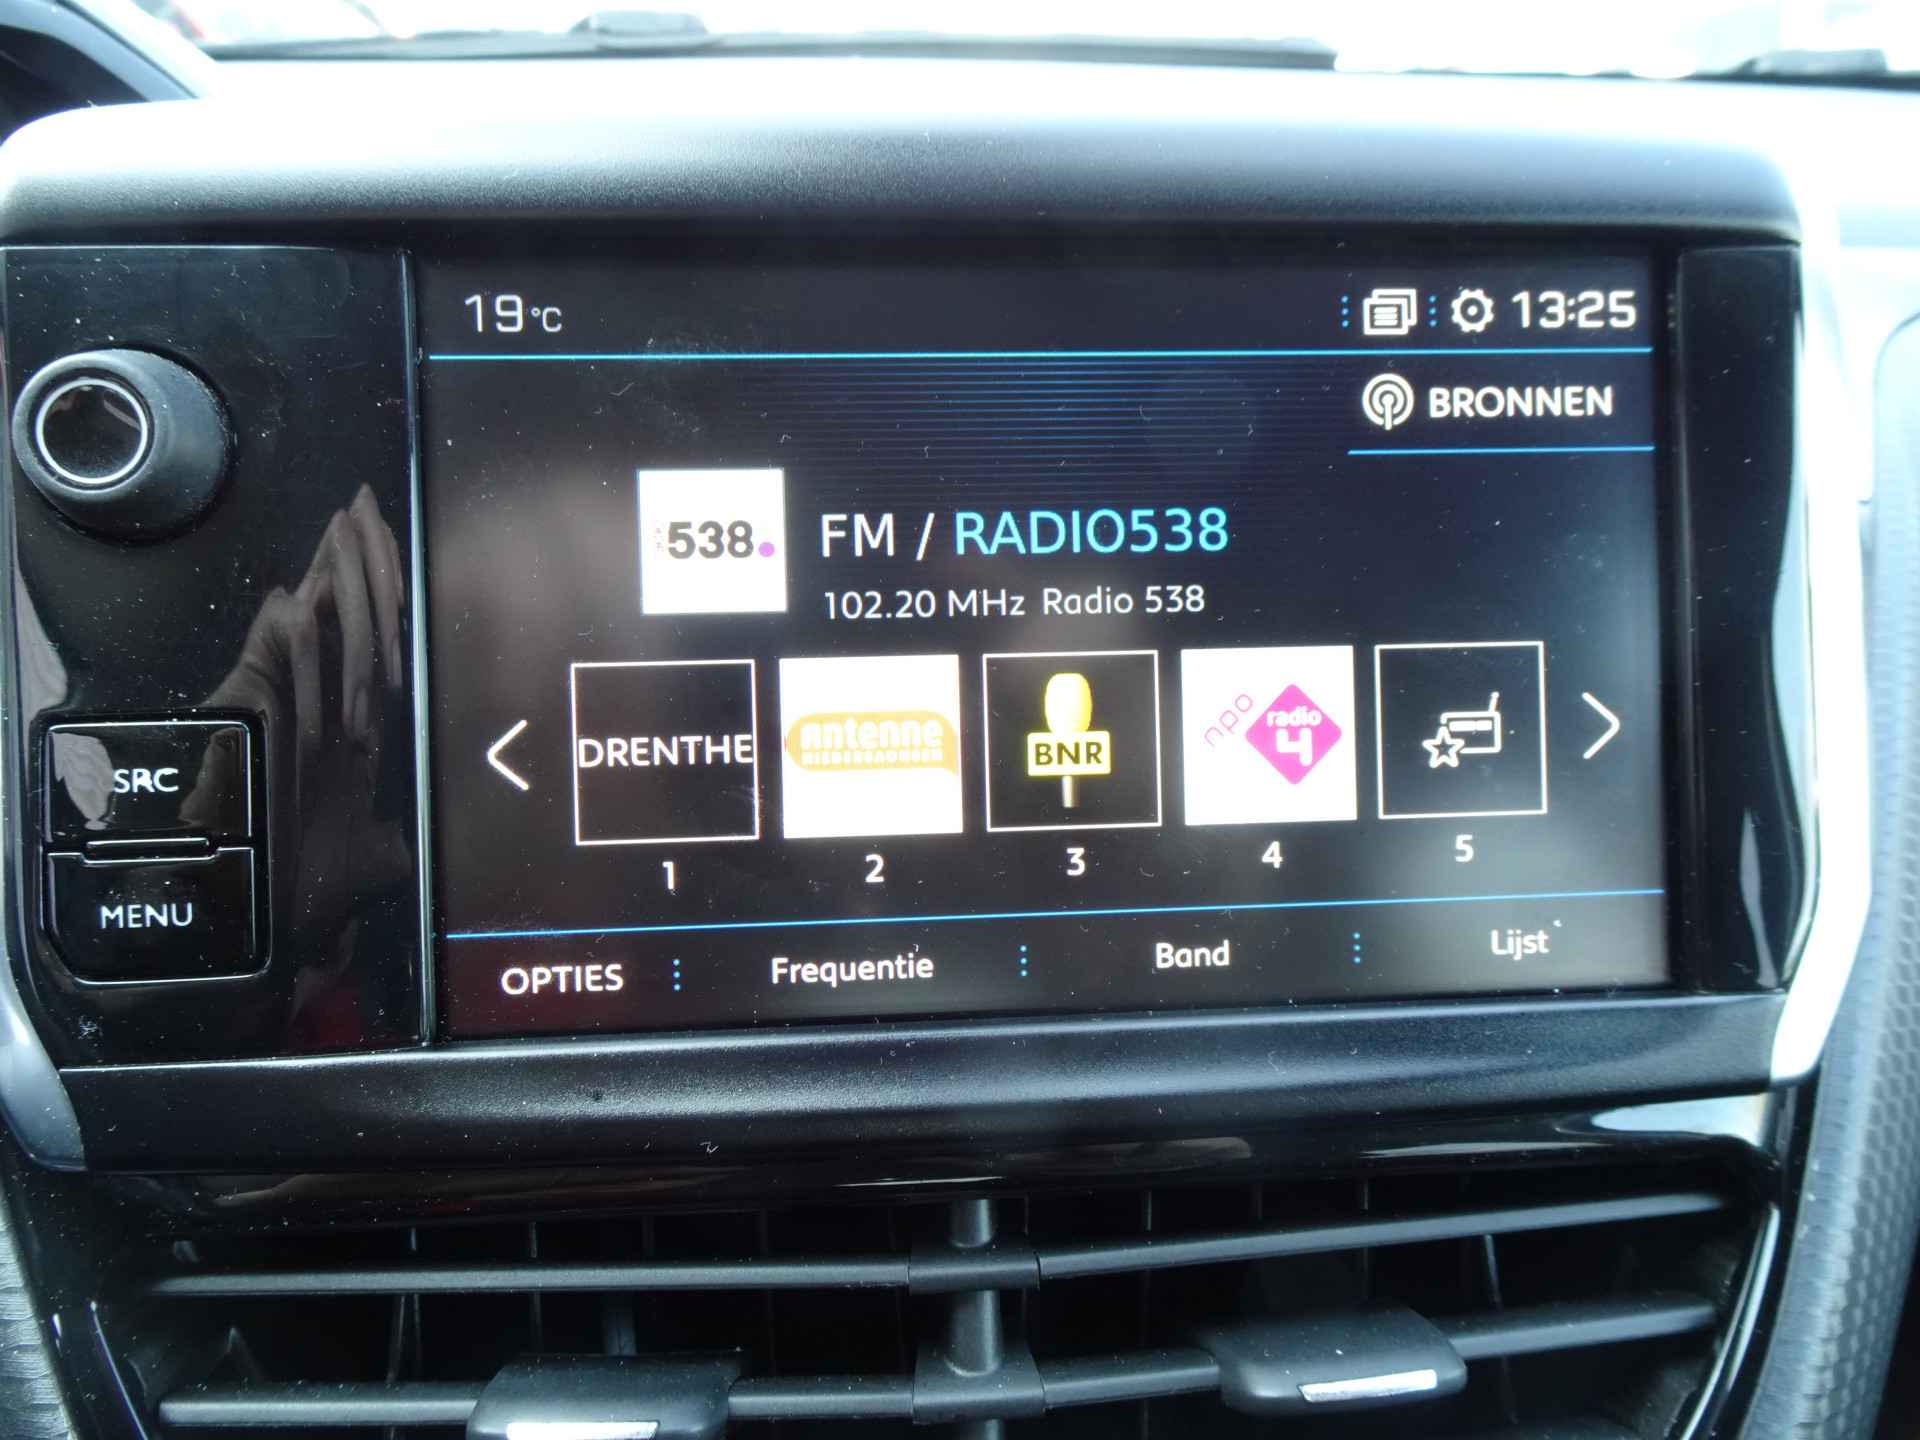 19°C 13:25
BRONNEN
538
FM / RADIO538
102.20 MHz Radio 538
DRENTHE
antenne
NIEDERSACHSEN
BNR
npo
radio
4
1 2 3 4 5
SRC
MENU
OPTIES Frequentie Band Lijst